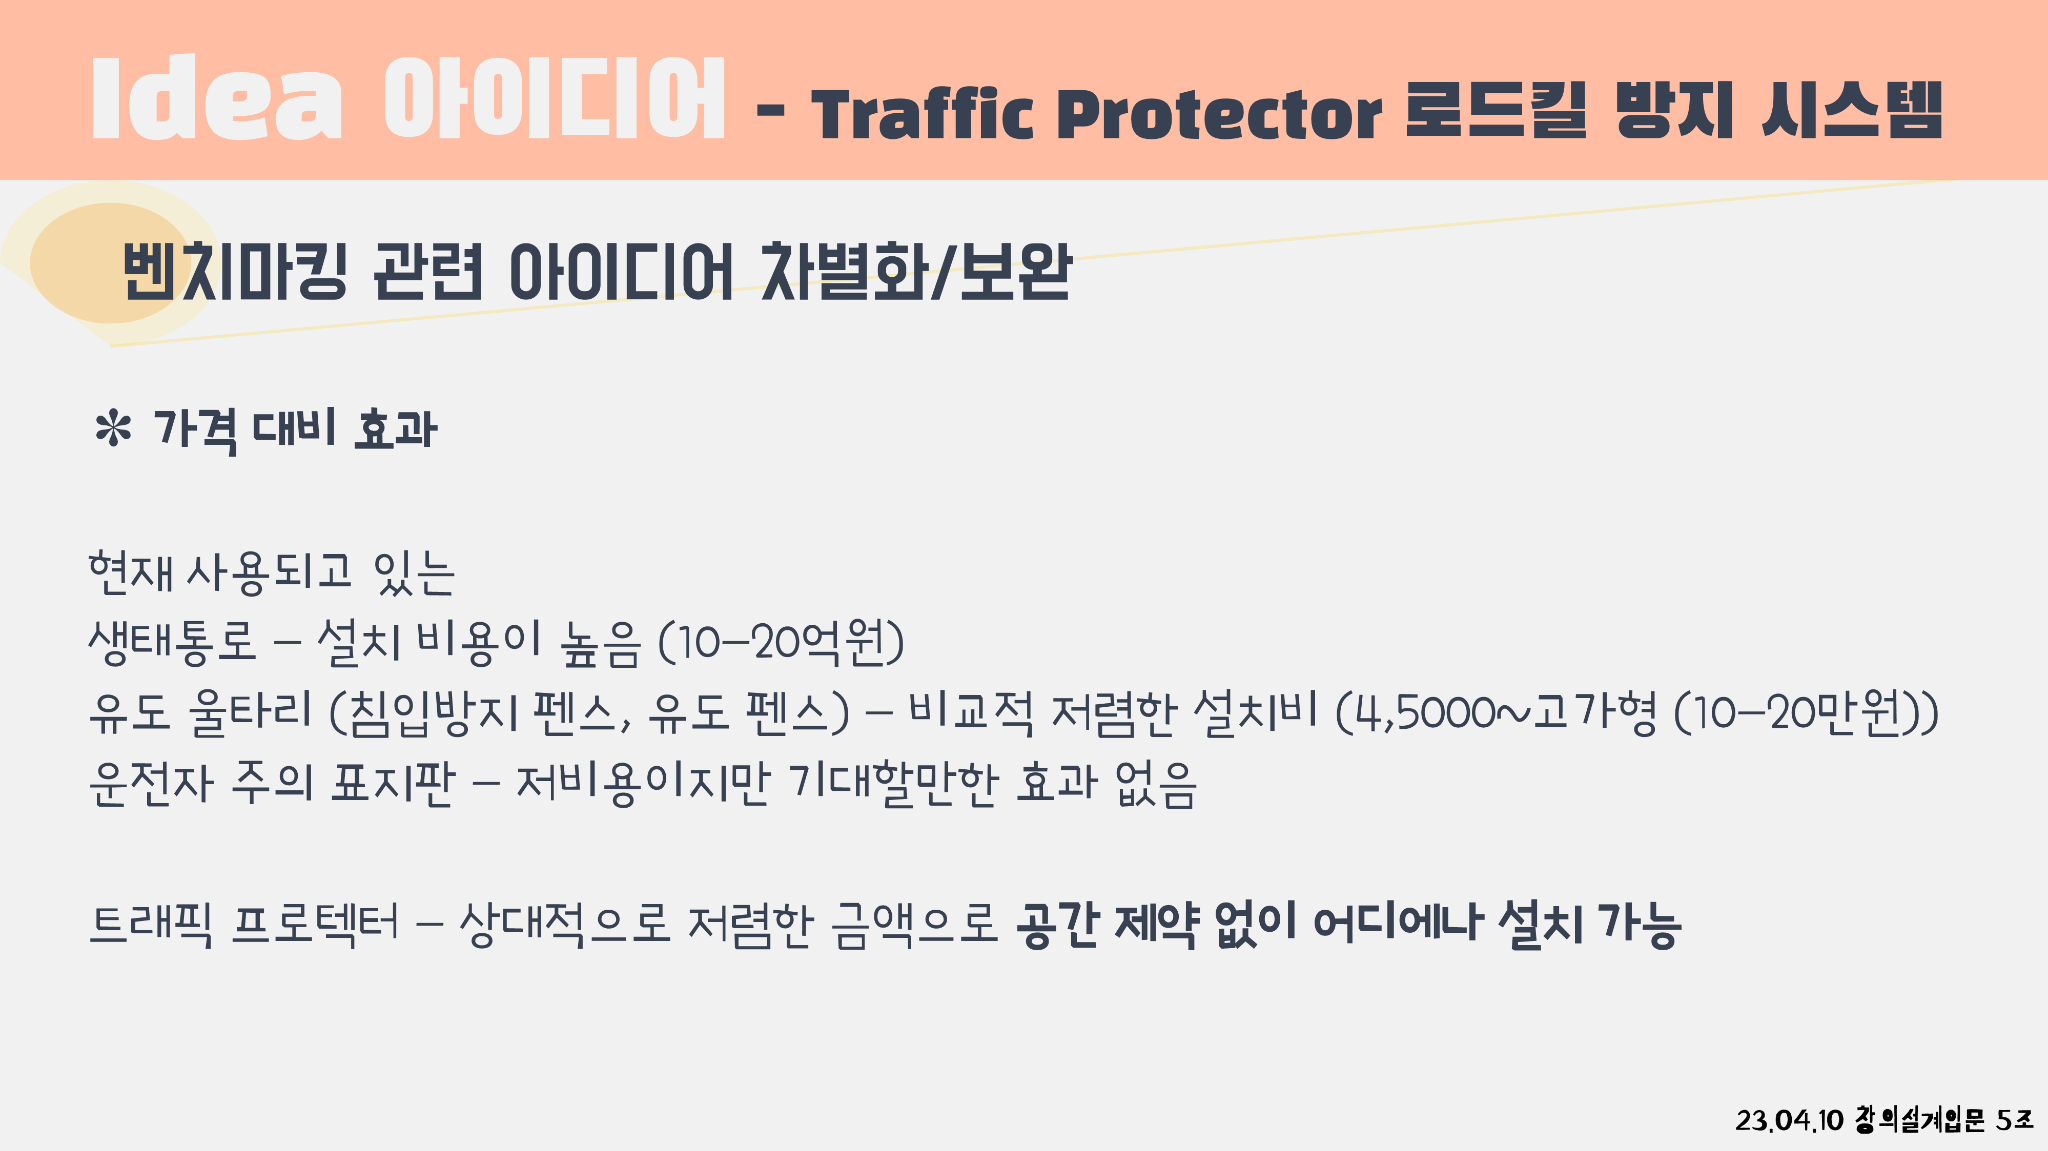 Idea 아이디어 - Traffic Protector 로드킬 방지 시스템
벤치마킹 관련 아이디어 차별화/보완
✻ 가격 대비 효과
현재 사용되고 있는
생태통로 – 설치 비용이 높음 (10–20억원)
유도 울타리 (침입방지 펜스, 유도 펜스) – 비교적 저렴한 설치비 (4,5000~고가형 (10–20만원))
운전자 주의 표지판 – 저비용이지만 기대할만한 효과 없음
트래픽 프로텍터 – 상대적으로 저렴한 금액으로 공간 제약 없이 어디에나 설치 가능
23.04.10 창의설계입문 5조